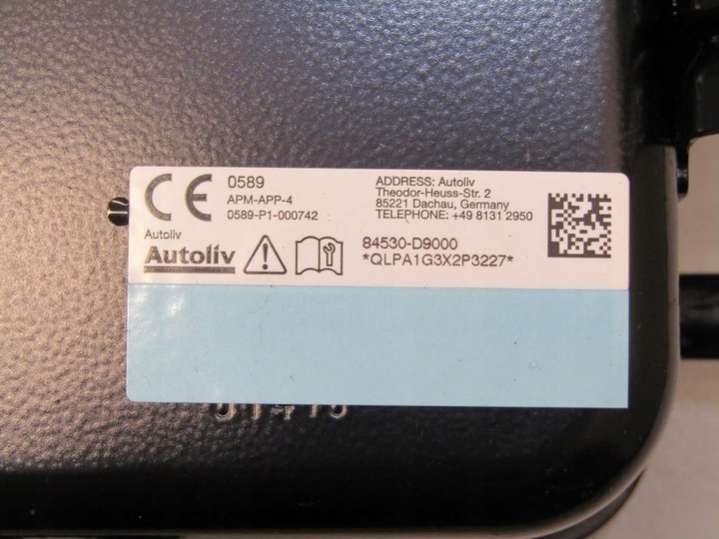 CE 0589
APM-APP-4
0589-P1-000742
ADDRESS: Autoliv
Theodor-Heuss-Str. 2
85221 Dachau, Germany
TELEPHONE: +49 8131 2950
Autoliv
Autoliv
84530-D9000
*QLPA1G3X2P3227*